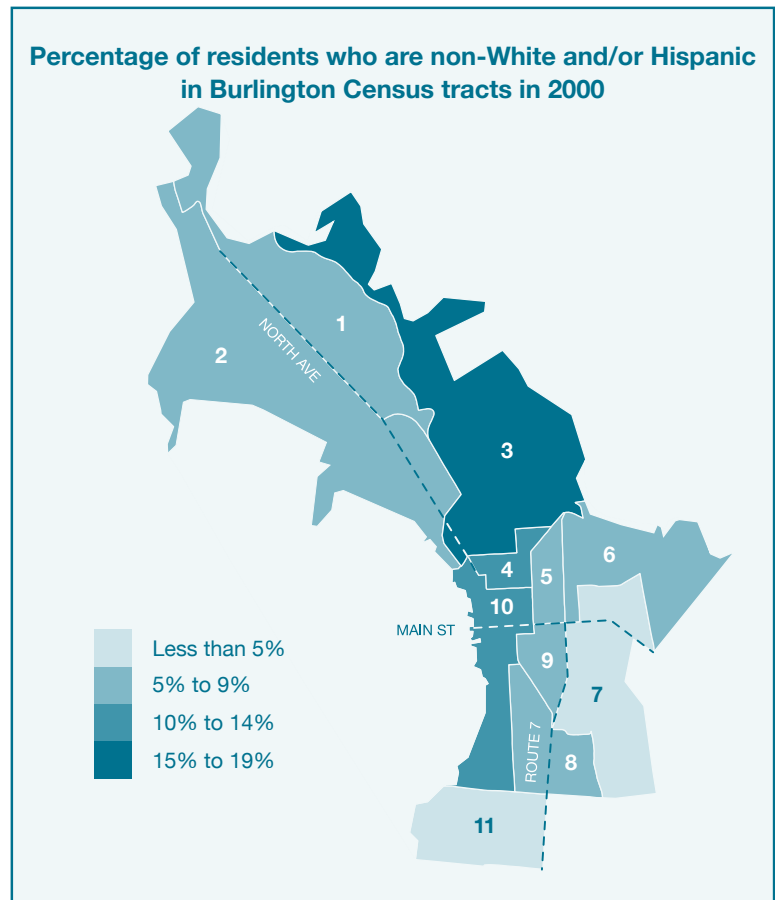 Percentage of residents who are non-White and/or Hispanic
in Burlington Census tracts in 2000
1
2
NORTH AVE
3
4
5
6
10
MAIN ST
9
7
ROUTE 7
8
11
Less than 5%
5% to 9%
10% to 14%
15% to 19%